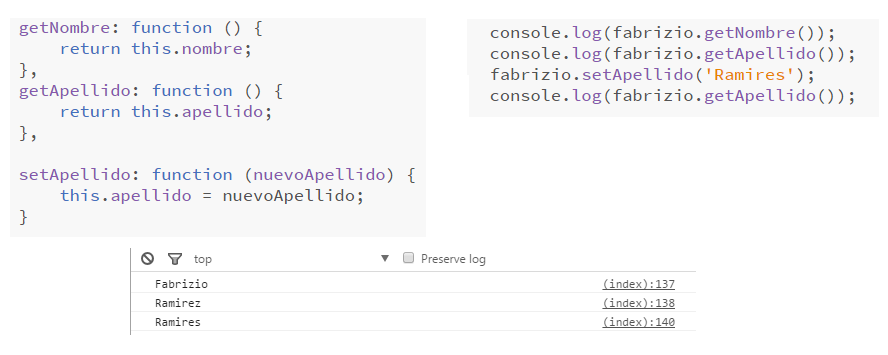 getNombre: function () {
return this.nombre;
},
getApellido: function () {
return this.apellido;
},
setApellido: function (nuevoApellido) {
this.apellido = nuevoApellido;
}
console.log(fabrizio.getNombre());
console.log(fabrizio.getApellido());
fabrizio.setApellido('Ramires');
console.log(fabrizio.getApellido());
top Preserve log
Fabrizio (index):137
Ramirez (index):138
Ramires (index):140